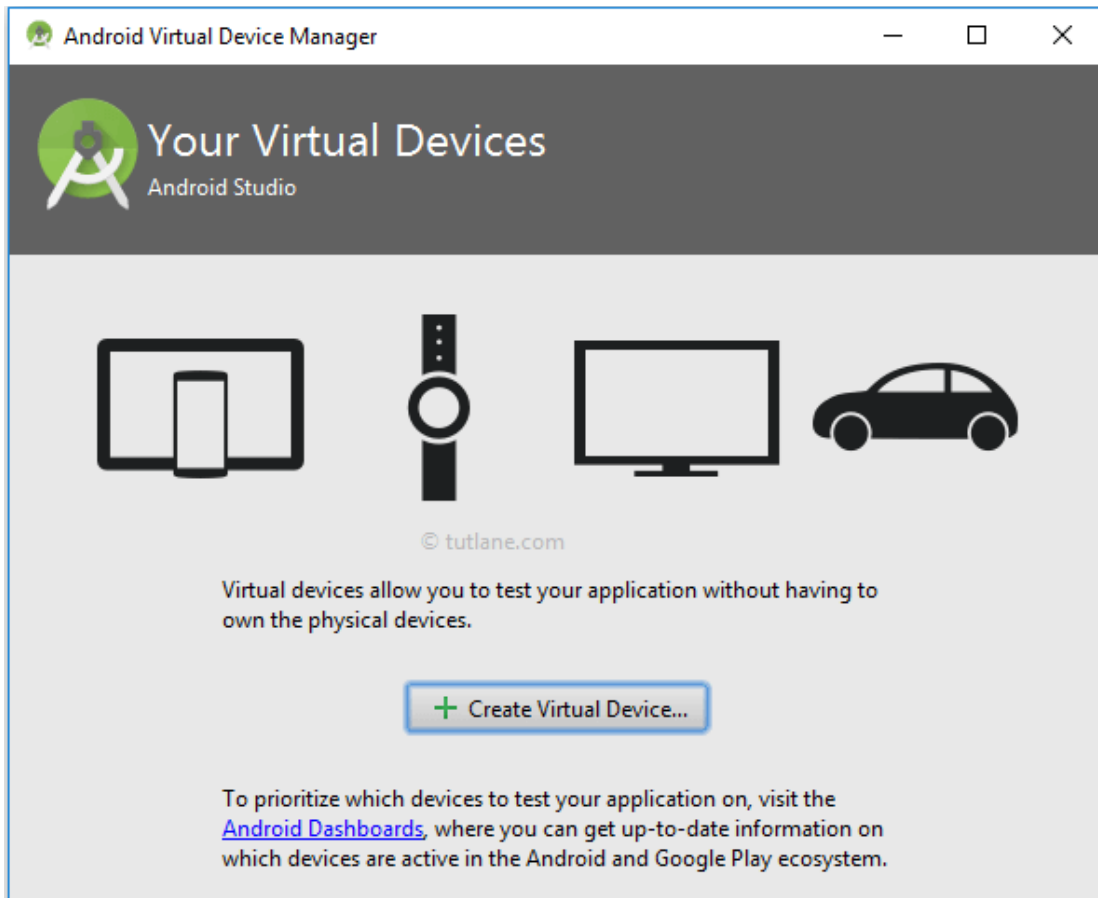 Android Virtual Device Manager
Your Virtual Devices
Android Studio
© tutlane.com
Virtual devices allow you to test your application without having to
own the physical devices.
Create Virtual Device...
To prioritize which devices to test your application on, visit the
Android Dashboards, where you can get up-to-date information on
which devices are active in the Android and Google Play ecosystem.